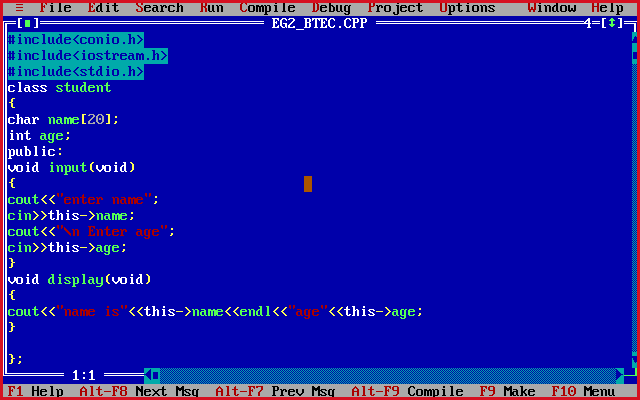 ≡ File Edit Search Run Compile Debug Project Options Window Help
[■] EG2_BTEC.CPP 4=[↕]
#include<conio.h>
#include<iostream.h>
#include<stdio.h>
class student
{
char name[20];
int age;
public:
void input(void)
{
cout<<"enter name";
cin>>this->name;
cout<<"\n Enter age";
cin>>this->age;
}
void display(void)
{
cout<<"name is"<<this->name<<endl<<"age"<<this->age;
}
};
1:1
F1 Help Alt-F8 Next Msg Alt-F7 Prev Msg Alt-F9 Compile F9 Make F10 Menu